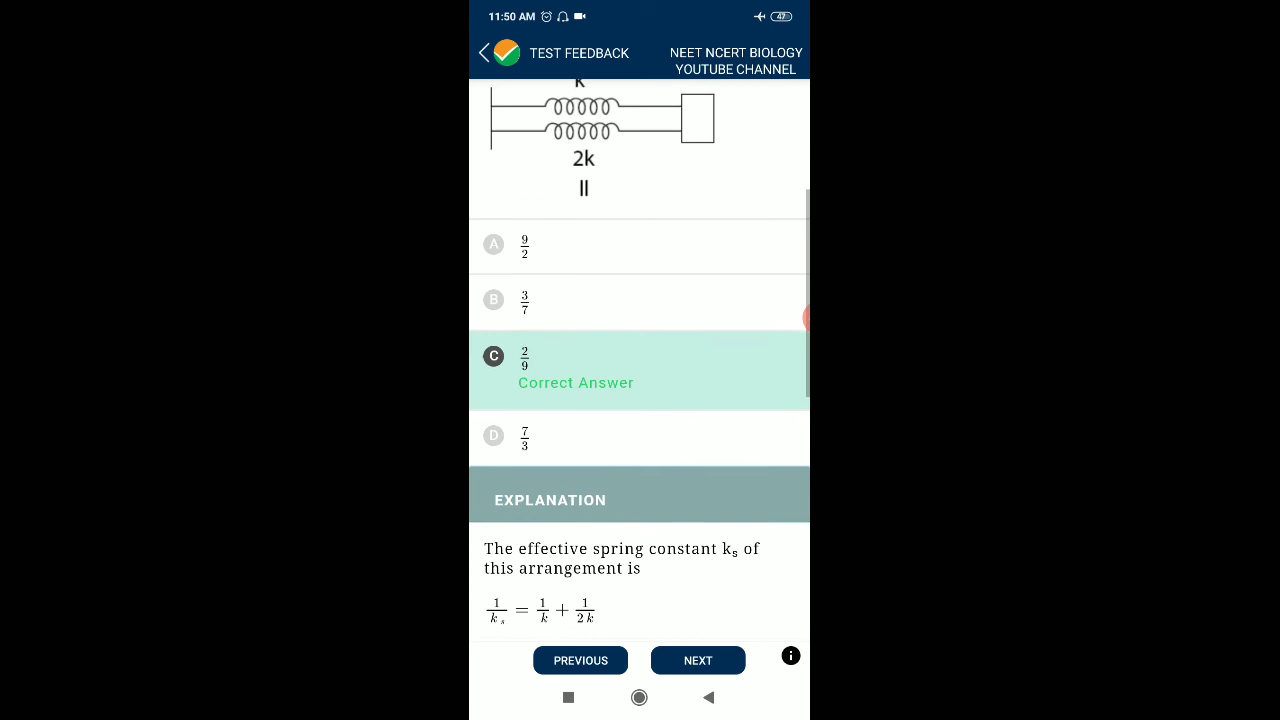 11:50 AM 47
TEST FEEDBACK
NEET NCERT BIOLOGY
YOUTUBE CHANNEL
k
2k
II
A 9/2
B 3/7
C 2/9
Correct Answer
D 7/3
EXPLANATION
The effective spring constant kₛ of
this arrangement is
1/kₛ = 1/k + 1/2k
PREVIOUS NEXT i